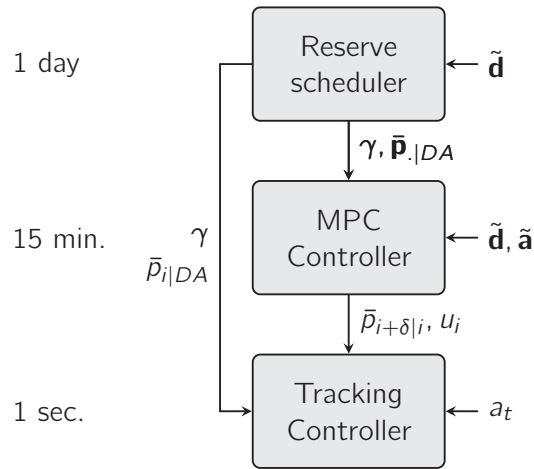 Reserve
scheduler
1 day
d̃
γ, p̄.|DA
MPC
Controller
15 min.
γ
p̄i|DA
d̃, ã
p̄i+δ|i, ui
Tracking
Controller
1 sec.
at